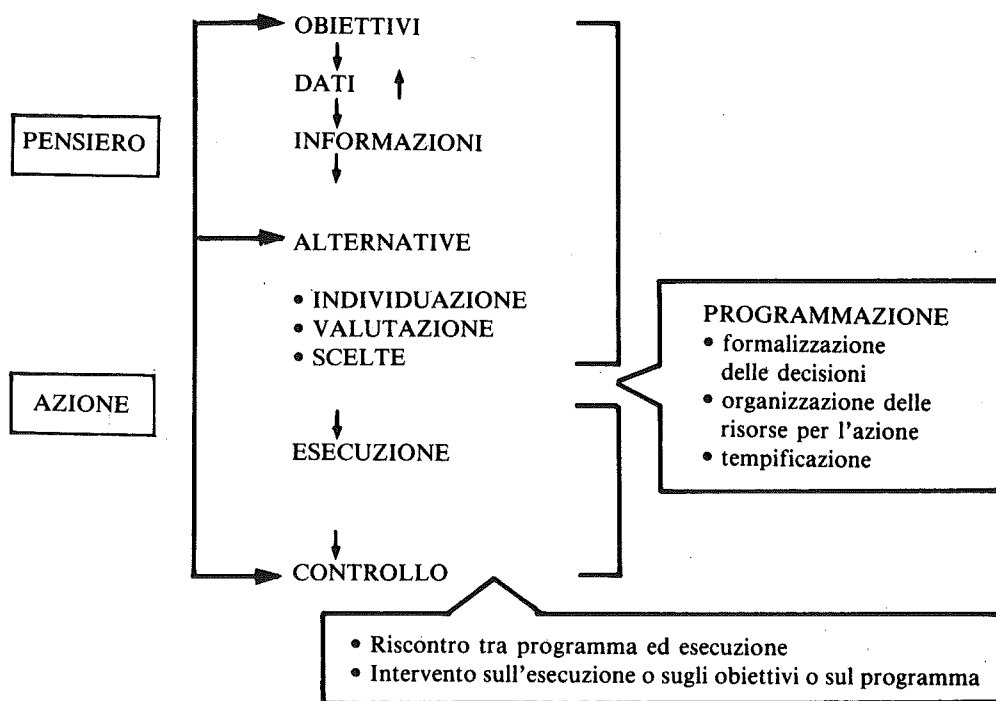 OBIETTIVI
DATI
PENSIERO
INFORMAZIONI
ALTERNATIVE
• INDIVIDUAZIONE
• VALUTAZIONE
• SCELTE
AZIONE
ESECUZIONE
CONTROLLO
PROGRAMMAZIONE
• formalizzazione
delle decisioni
• organizzazione delle
risorse per l'azione
• tempificazione
• Riscontro tra programma ed esecuzione
• Intervento sull'esecuzione o sugli obiettivi o sul programma